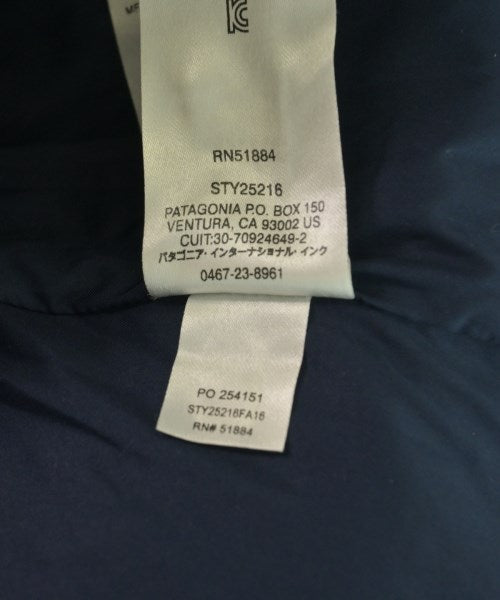 RN51884
STY25216
PATAGONIA P.O. BOX 150
VENTURA, CA 93002 US
CUIT:30-70924649-2
パタゴニア・インターナショナル・インク
0467-23-8961
PO 254151
STY25216FA16
RN# 51884